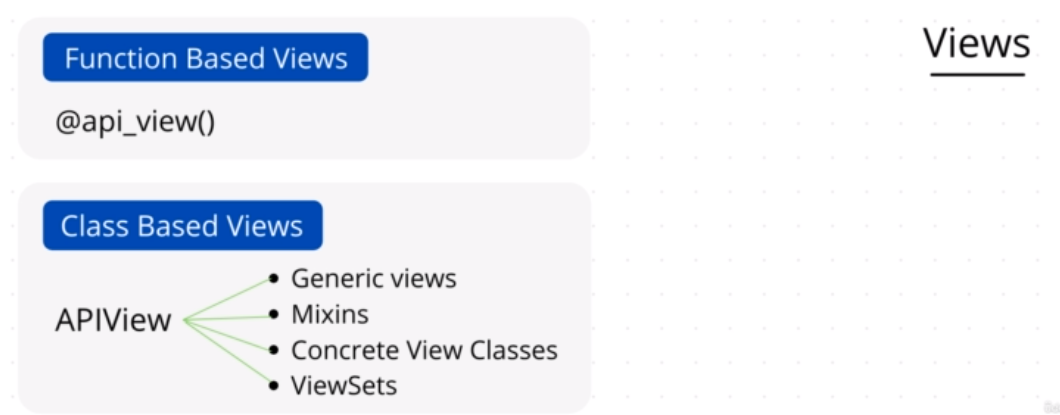 Views
Function Based Views
@api_view()
Class Based Views
APIView
• Generic views
• Mixins
• Concrete View Classes
• ViewSets